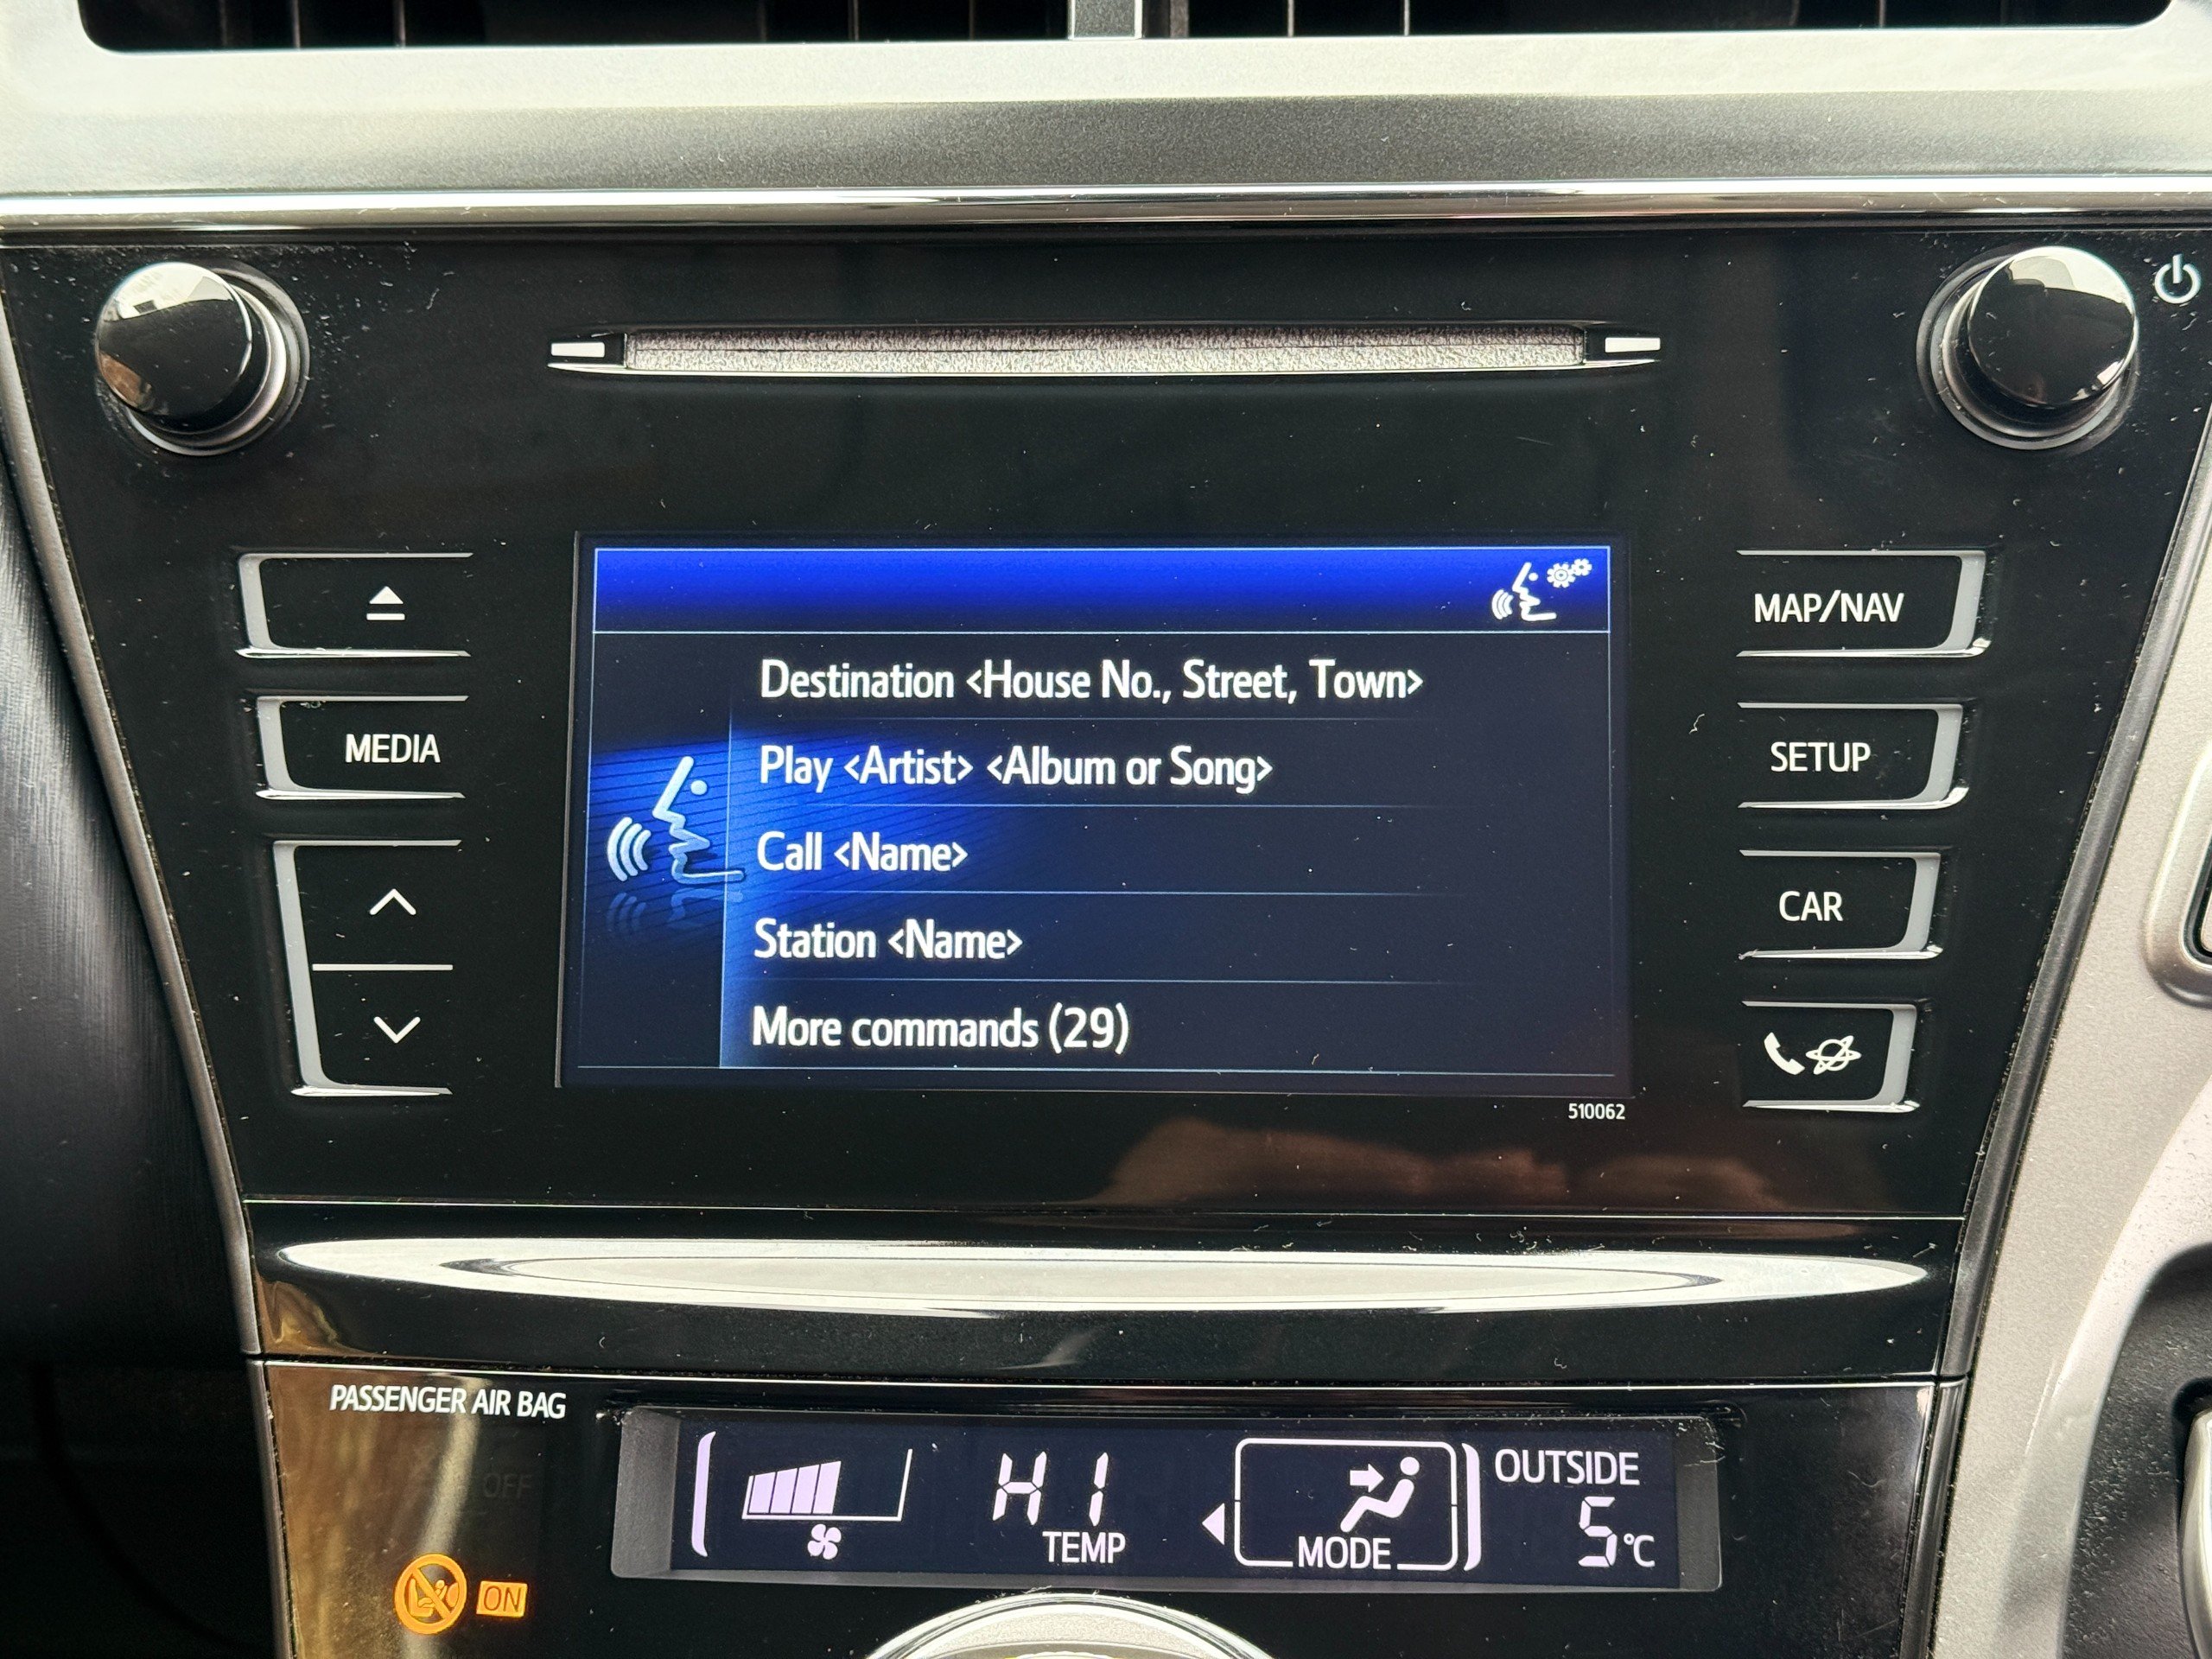 MEDIA
Destination <House No., Street, Town>
Play <Artist> <Album or Song>
Call <Name>
Station <Name>
More commands (29)
MAP/NAV
SETUP
CAR
510062
PASSENGER AIR BAG
OFF
ON
HI
TEMP
MODE
OUTSIDE
5°C